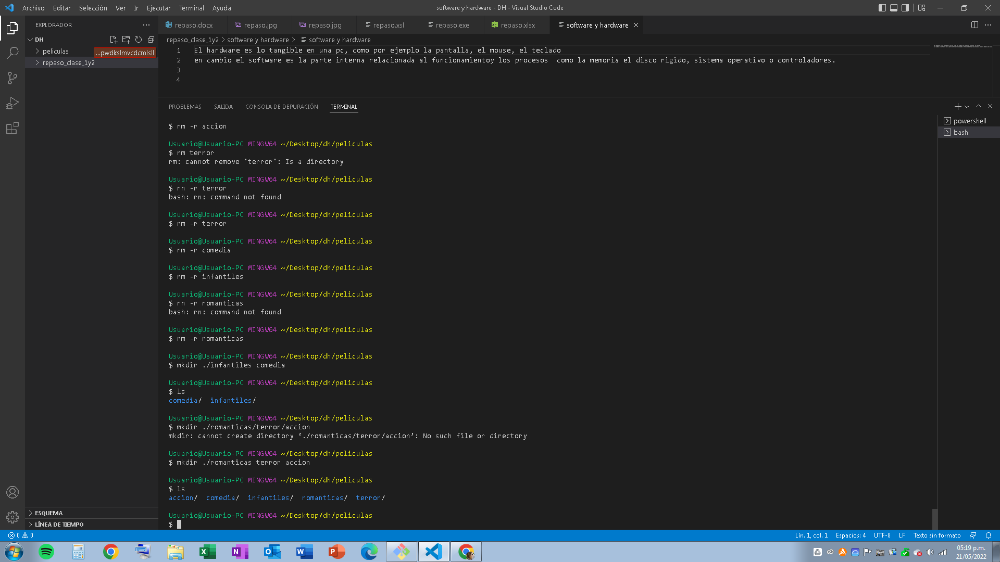 Archivo Editar Selección Ver Ir Ejecutar Terminal Ayuda
software y hardware - DH - Visual Studio Code
EXPLORADOR
DH
peliculas
...pwdkslmvcdcmlsll
repaso_clase_1y2
ESQUEMA
LÍNEA DE TIEMPO
repaso.docx repaso.jpg repaso.jpg repaso.xsl repaso.exe repaso.xlsx software y hardware
repaso_clase_1y2 > software y hardware > software y hardware
1 El hardware es lo tangible en una pc, como por ejemplo la pantalla, el mouse, el teclado
2 en cambio el software es la parte interna relacionada al funcionamientoy los procesos  como la memoria el disco rigido, sistema operativo o controladores.
3
4
PROBLEMAS SALIDA CONSOLA DE DEPURACIÓN TERMINAL
powershell
bash
$ rm -r accion
Usuario@Usuario-PC MINGW64 ~/Desktop/dh/peliculas
$ rm terror
rm: cannot remove 'terror': Is a directory
Usuario@Usuario-PC MINGW64 ~/Desktop/dh/peliculas
$ rn -r terror
bash: rn: command not found
Usuario@Usuario-PC MINGW64 ~/Desktop/dh/peliculas
$ rm -r terror
Usuario@Usuario-PC MINGW64 ~/Desktop/dh/peliculas
$ rm -r comedia
Usuario@Usuario-PC MINGW64 ~/Desktop/dh/peliculas
$ rm -r infantiles
Usuario@Usuario-PC MINGW64 ~/Desktop/dh/peliculas
$ rn -r romanticas
bash: rn: command not found
Usuario@Usuario-PC MINGW64 ~/Desktop/dh/peliculas
$ rm -r romanticas
Usuario@Usuario-PC MINGW64 ~/Desktop/dh/peliculas
$ mkdir ./infantiles comedia
Usuario@Usuario-PC MINGW64 ~/Desktop/dh/peliculas
$ ls
comedia/  infantiles/
Usuario@Usuario-PC MINGW64 ~/Desktop/dh/peliculas
$ mkdir ./romanticas/terror/accion
mkdir: cannot create directory ‘./romanticas/terror/accion’: No such file or directory
Usuario@Usuario-PC MINGW64 ~/Desktop/dh/peliculas
$ mkdir ./romanticas terror accion
Usuario@Usuario-PC MINGW64 ~/Desktop/dh/peliculas
$ ls
accion/  comedia/  infantiles/  romanticas/  terror/
Usuario@Usuario-PC MINGW64 ~/Desktop/dh/peliculas
$
0 0
Lín. 1, col. 1 Espacios: 4 UTF-8 LF Texto sin formato
05:19 p.m.
21/05/2022